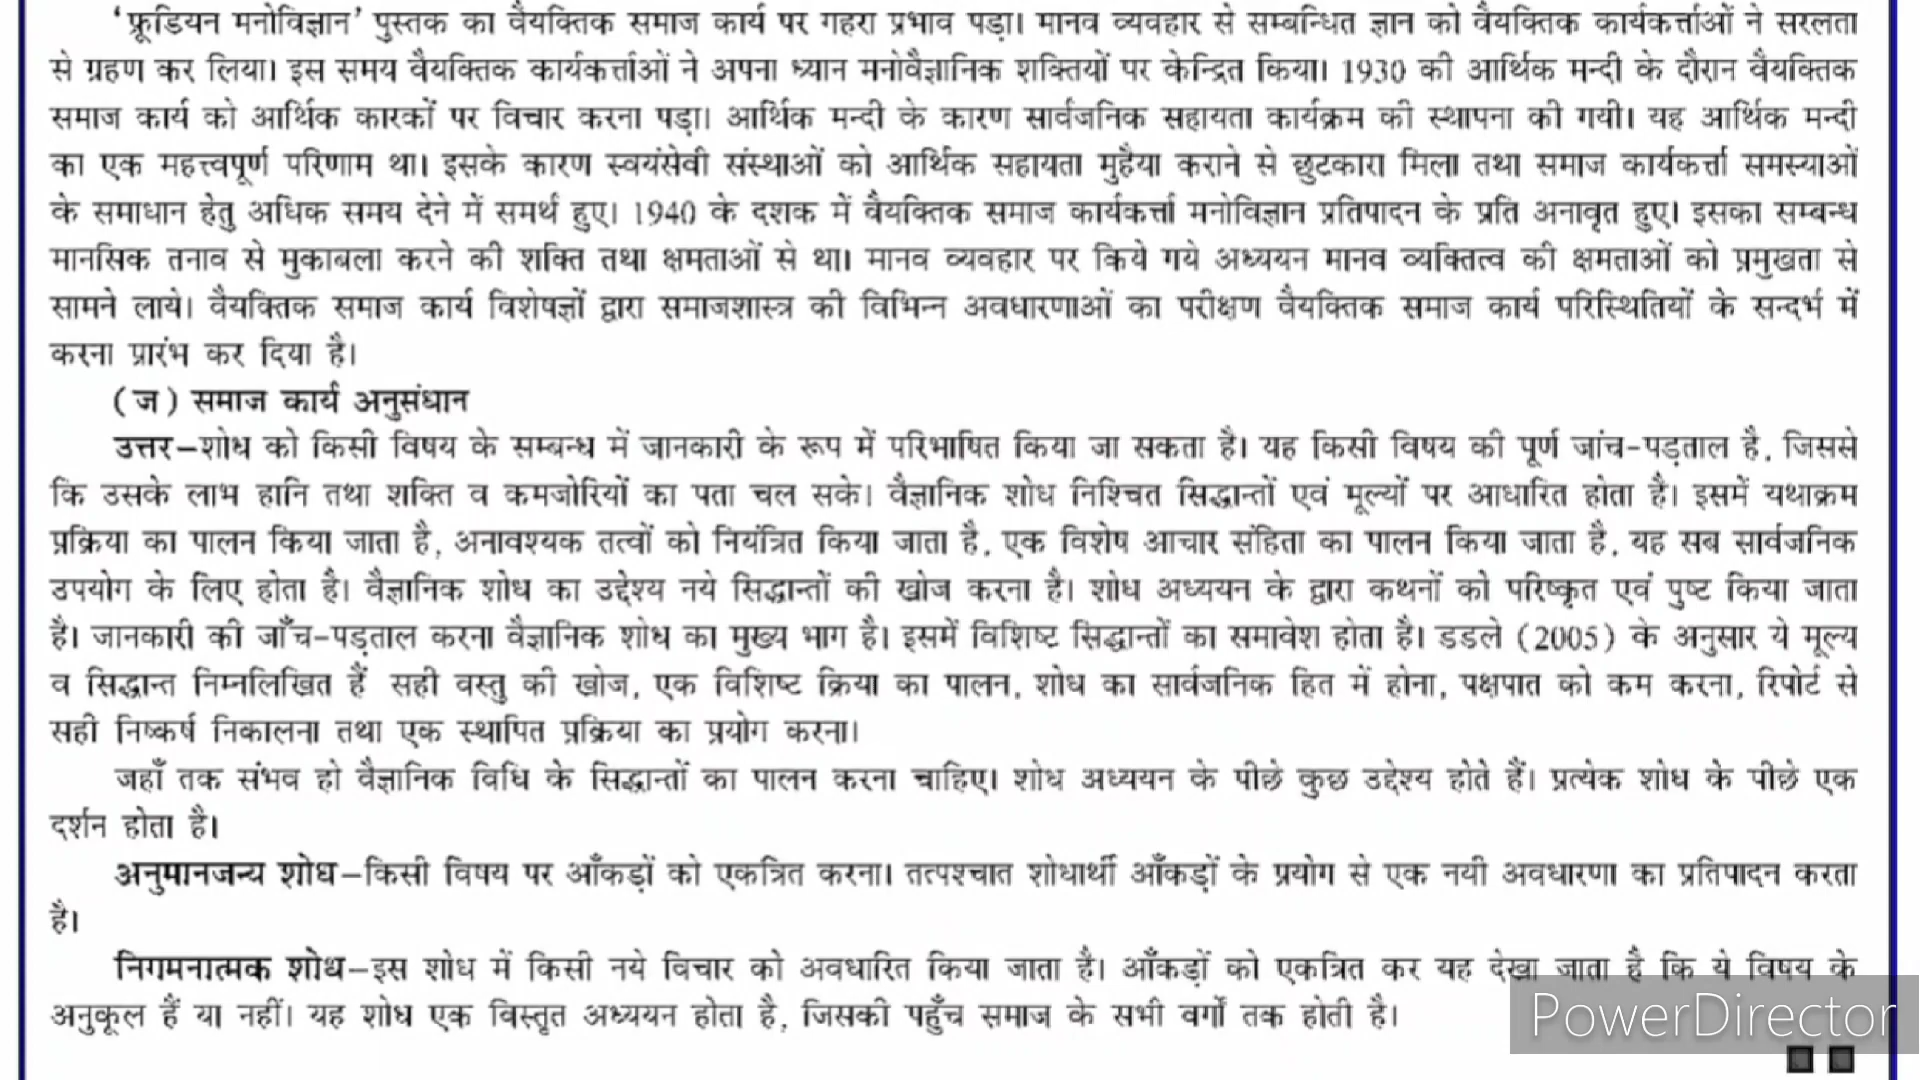 ‘फ्रूडियन मनोविज्ञान’ पुस्तक का वैयक्तिक समाज कार्य पर गहरा प्रभाव पड़ा। मानव व्यवहार से सम्बन्धित ज्ञान को वैयक्तिक कार्यकर्त्ताओं ने सरलता
से ग्रहण कर लिया। इस समय वैयक्तिक कार्यकर्त्ताओं ने अपना ध्यान मनोवैज्ञानिक शक्तियों पर केन्द्रित किया। 1930 की आर्थिक मन्दी के दौरान वैयक्तिक
समाज कार्य को आर्थिक कारकों पर विचार करना पड़ा। आर्थिक मन्दी के कारण सार्वजनिक सहायता कार्यक्रम की स्थापना की गयी। यह आर्थिक मन्दी
का एक महत्त्वपूर्ण परिणाम था। इसके कारण स्वयंसेवी संस्थाओं को आर्थिक सहायता मुहैया कराने से छुटकारा मिला तथा समाज कार्यकर्त्ता समस्याओं
के समाधान हेतु अधिक समय देने में समर्थ हुए। 1940 के दशक में वैयक्तिक समाज कार्यकर्त्ता मनोविज्ञान प्रतिपादन के प्रति अनावृत हुए। इसका सम्बन्ध
मानसिक तनाव से मुकाबला करने की शक्ति तथा क्षमताओं से था। मानव व्यवहार पर किये गये अध्ययन मानव व्यक्तित्व की क्षमताओं को प्रमुखता से
सामने लाये। वैयक्तिक समाज कार्य विशेषज्ञों द्वारा समाजशास्त्र की विभिन्न अवधारणाओं का परीक्षण वैयक्तिक समाज कार्य परिस्थितियों के सन्दर्भ में
करना प्रारंभ कर दिया है।
(ज) समाज कार्य अनुसंधान
उत्तर–शोध को किसी विषय के सम्बन्ध में जानकारी के रूप में परिभाषित किया जा सकता है। यह किसी विषय की पूर्ण जांच-पड़ताल है, जिससे
कि उसके लाभ हानि तथा शक्ति व कमजोरियों का पता चल सके। वैज्ञानिक शोध निश्चित सिद्धान्तों एवं मूल्यों पर आधारित होता है। इसमें यथाक्रम
प्रक्रिया का पालन किया जाता है, अनावश्यक तत्वों को नियंत्रित किया जाता है, एक विशेष आचार संहिता का पालन किया जाता है, यह सब सार्वजनिक
उपयोग के लिए होता है। वैज्ञानिक शोध का उद्देश्य नये सिद्धान्तों की खोज करना है। शोध अध्ययन के द्वारा कथनों को परिष्कृत एवं पुष्ट किया जाता
है। जानकारी की जाँच-पड़ताल करना वैज्ञानिक शोध का मुख्य भाग है। इसमें विशिष्ट सिद्धान्तों का समावेश होता है। डडले (2005) के अनुसार ये मूल्य
व सिद्धान्त निम्नलिखित हैं सही वस्तु की खोज, एक विशिष्ट क्रिया का पालन, शोध का सार्वजनिक हित में होना, पक्षपात को कम करना, रिपोर्ट से
सही निष्कर्ष निकालना तथा एक स्थापित प्रक्रिया का प्रयोग करना।
जहाँ तक संभव हो वैज्ञानिक विधि के सिद्धान्तों का पालन करना चाहिए। शोध अध्ययन के पीछे कुछ उद्देश्य होते हैं। प्रत्येक शोध के पीछे एक
दर्शन होता है।
अनुमानजन्य शोध–किसी विषय पर आँकड़ों को एकत्रित करना। तत्पश्चात शोधार्थी आँकड़ों के प्रयोग से एक नयी अवधारणा का प्रतिपादन करता
है।
निगमनात्मक शोध–इस शोध में किसी नये विचार को अवधारित किया जाता है। आँकड़ों को एकत्रित कर यह देखा जाता है कि ये विषय के
अनुकूल हैं या नहीं। यह शोध एक विस्तृत अध्ययन होता है, जिसकी पहुँच समाज के सभी वर्गों तक होती है।
PowerDirector